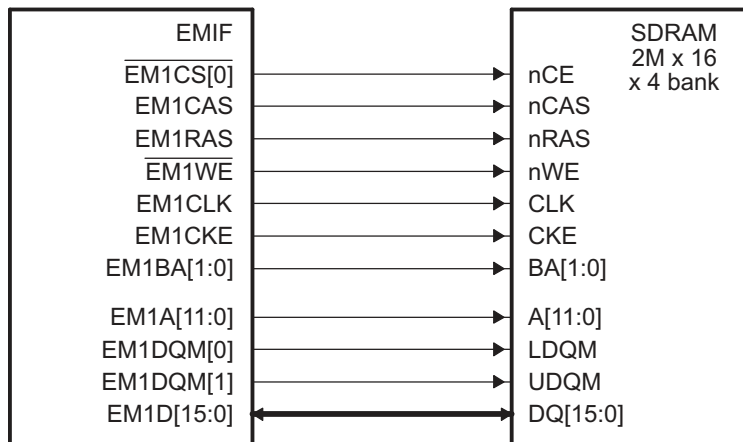 EMIF
EM1CS[0]
EM1CAS
EM1RAS
EM1WE
EM1CLK
EM1CKE
EM1BA[1:0]
EM1A[11:0]
EM1DQM[0]
EM1DQM[1]
EM1D[15:0]
SDRAM
2M x 16
x 4 bank
nCE
nCAS
nRAS
nWE
CLK
CKE
BA[1:0]
A[11:0]
LDQM
UDQM
DQ[15:0]